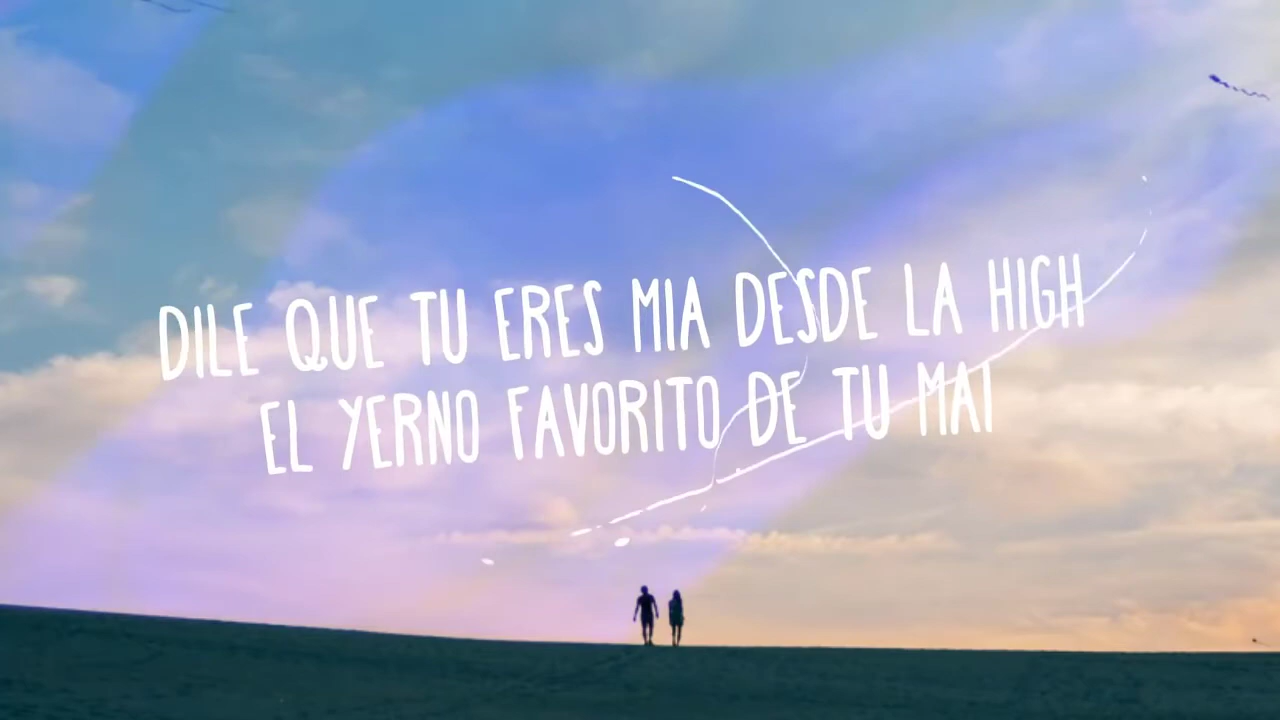 DILE QUE TU ERES MIA DESDE LA HIGH
EL YERNO FAVORITO DE TU MAI